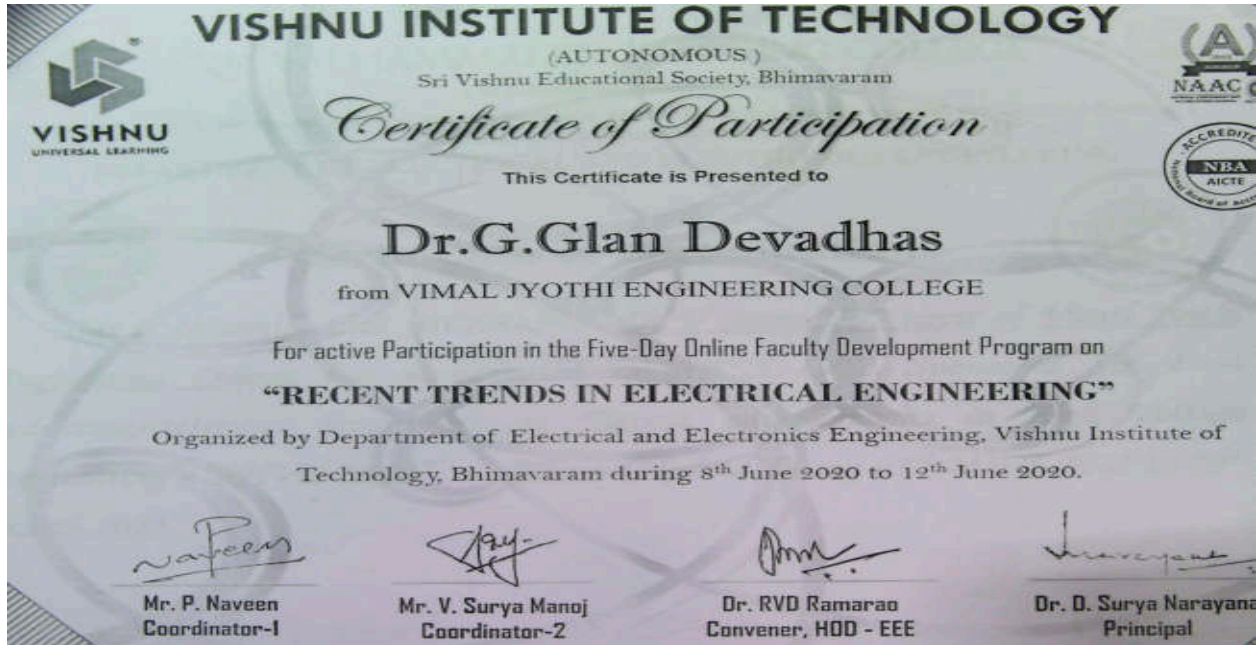 VISHNU INSTITUTE OF TECHNOLOGY
(AUTONOMOUS)
Sri Vishnu Educational Society, Bhimavaram
VISHNU
UNIVERSAL LEARNING
NAAC
NBA
AICTE
Certificate of Participation
This Certificate is Presented to
Dr.G.Glan Devadhas
from VIMAL JYOTHI ENGINEERING COLLEGE
For active Participation in the Five-Day Online Faculty Development Program on
“RECENT TRENDS IN ELECTRICAL ENGINEERING”
Organized by Department of Electrical and Electronics Engineering, Vishnu Institute of
Technology, Bhimavaram during 8th June 2020 to 12th June 2020.
Naveen
Mr. P. Naveen
Coordinator-1
Mr. V. Surya Manoj
Coordinator-2
Dr. RVD Ramarao
Convener, HOD - EEE
Dr. D. Surya Narayana
Principal